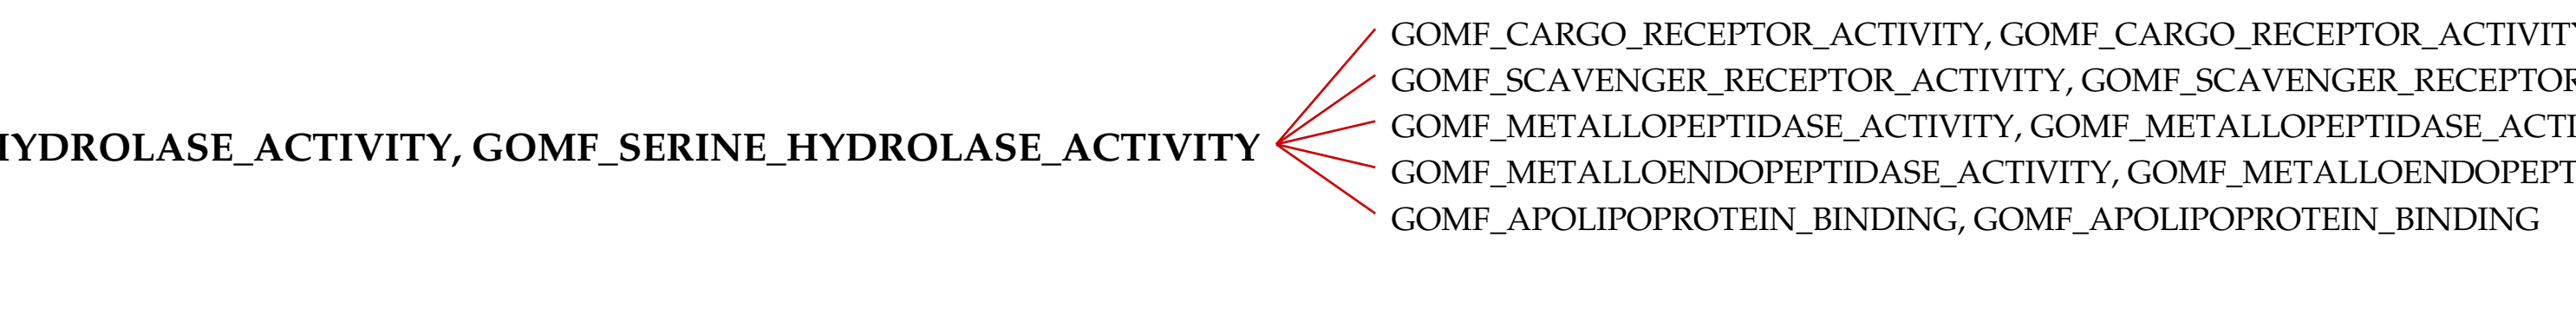 GOMF_CARGO_RECEPTOR_ACTIVITY, GOMF_CARGO_RECEPTOR_ACTIVITY
GOMF_SCAVENGER_RECEPTOR_ACTIVITY, GOMF_SCAVENGER_RECEPTOR
GOMF_METALLOPEPTIDASE_ACTIVITY, GOMF_METALLOPEPTIDASE_ACTI
HYDROLASE_ACTIVITY, GOMF_SERINE_HYDROLASE_ACTIVITY
GOMF_METALLOENDOPEPTIDASE_ACTIVITY, GOMF_METALLOENDOPEPT
GOMF_APOLIPOPROTEIN_BINDING, GOMF_APOLIPOPROTEIN_BINDING